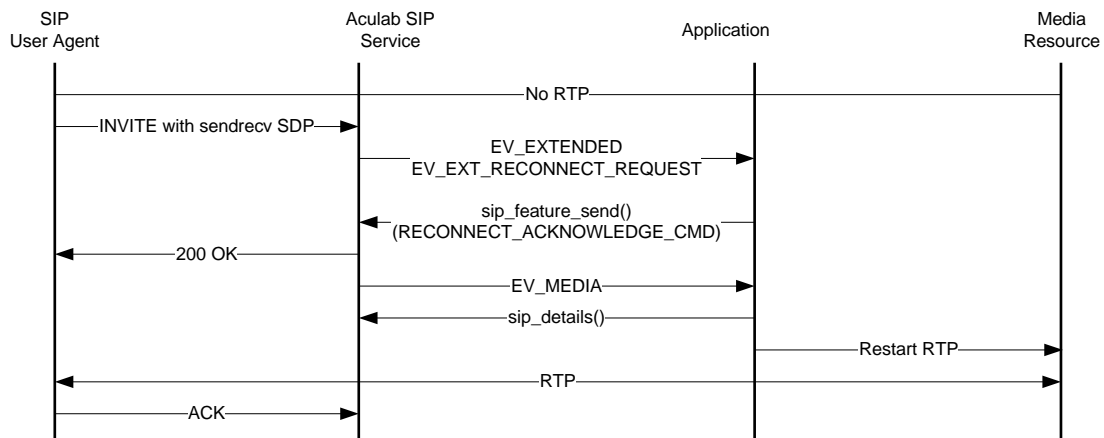 SIP
User Agent
Aculab SIP
Service
Application
Media
Resource
No RTP
INVITE with sendrecv SDP
EV_EXTENDED
EV_EXT_RECONNECT_REQUEST
sip_feature_send()
(RECONNECT_ACKNOWLEDGE_CMD)
200 OK
EV_MEDIA
sip_details()
Restart RTP
RTP
ACK